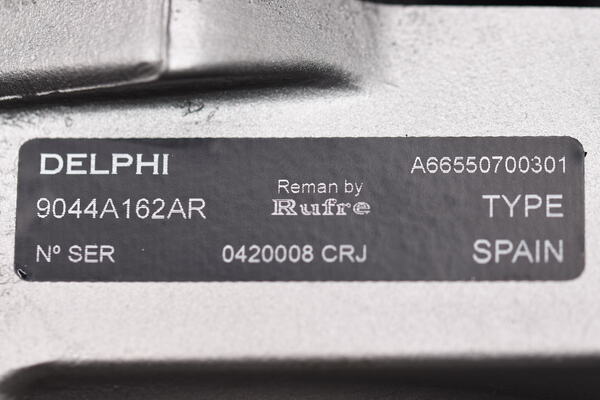 DELPHI A66550700301
9044A162AR Reman by Rufre TYPE
Nº SER 0420008 CRJ SPAIN